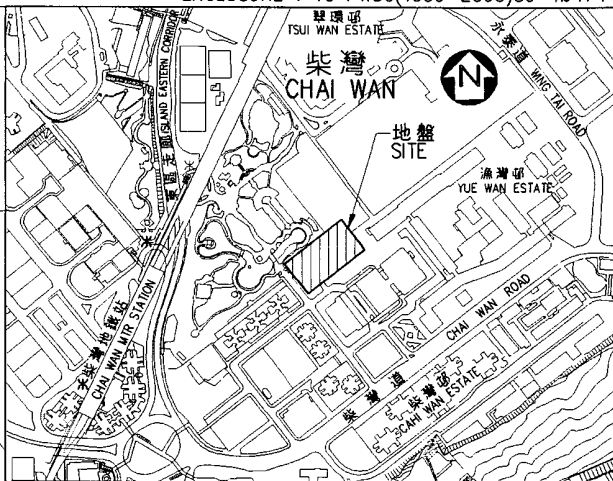 翠灣邨
TSUI WAN ESTATE
柴灣
CHAI WAN
N
永泰道
WING TAI ROAD
東區走廊
ISLAND EASTERN CORRIDOR
地盤
SITE
漁灣邨
YUE WAN ESTATE
柴灣地鐵站
CHAI WAN MTR STATION
柴灣道
CHAI WAN ROAD
柴灣邨
CAHI WAN ESTATE